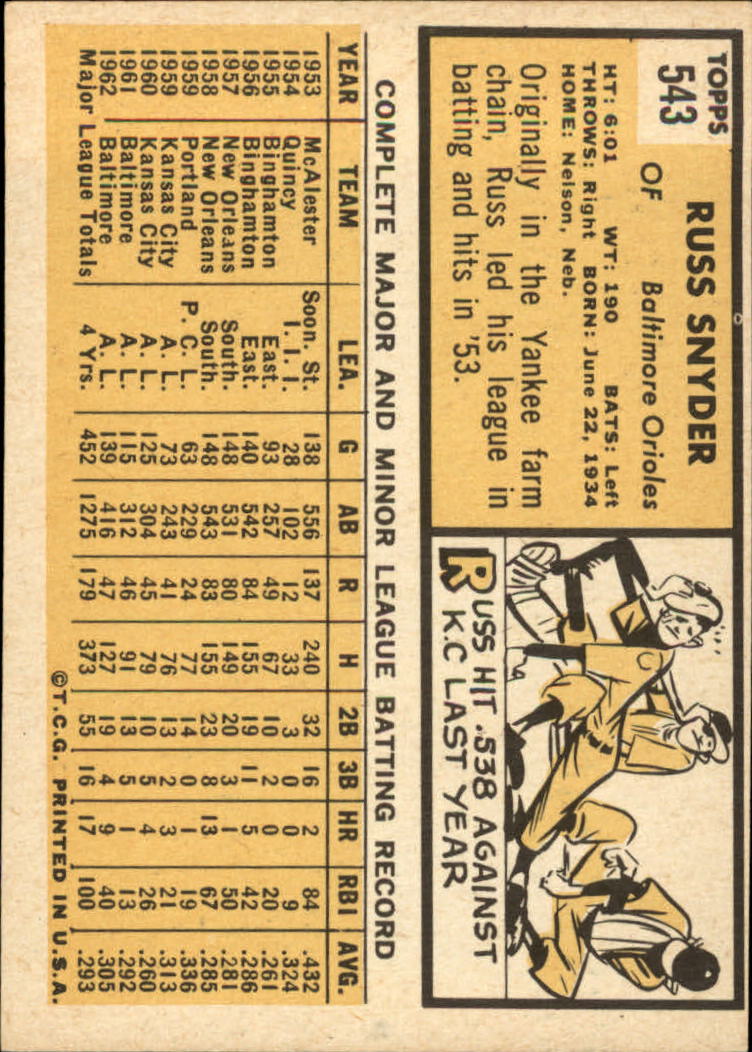 TOPPS
543
RUSS SNYDER
OF Baltimore Orioles
HT: 6:01 WT: 190 BATS: Left
THROWS: Right BORN: June 22, 1934
HOME: Nelson, Neb.
Originally in the Yankee farm
chain, Russ led his league in
batting and hits in '53.
RUSS HIT .538 AGAINST
K.C LAST YEAR
COMPLETE MAJOR AND MINOR LEAGUE BATTING RECORD
YEAR TEAM LEA. G AB R H 2B 3B HR RBI AVG.
1953 McAlester Soon. St. 138 556 137 240 32 16 2 84 .432
1954 Quincy I. I. I. 28 102 12 33 3 0 0 9 .324
1955 Binghamton East. 93 257 49 67 10 2 0 20 .261
1956 Binghamton East. 140 542 84 155 19 11 5 42 .286
1957 New Orleans South. 148 531 80 149 20 3 1 50 .281
1958 New Orleans South. 148 543 83 155 23 8 13 67 .285
1959 Portland P. C. L. 63 229 24 77 14 0 1 19 .336
1959 Kansas City A. L. 73 243 41 76 13 2 3 21 .313
1960 Kansas City A. L. 125 304 45 79 10 5 4 26 .260
1961 Baltimore A. L. 115 312 46 91 13 5 1 13 .292
1962 Baltimore A. L. 139 416 47 127 19 4 9 40 .305
Major League Totals 4 Yrs. 452 1275 179 373 55 16 17 100 .293
©T.C.G. PRINTED IN U.S.A.